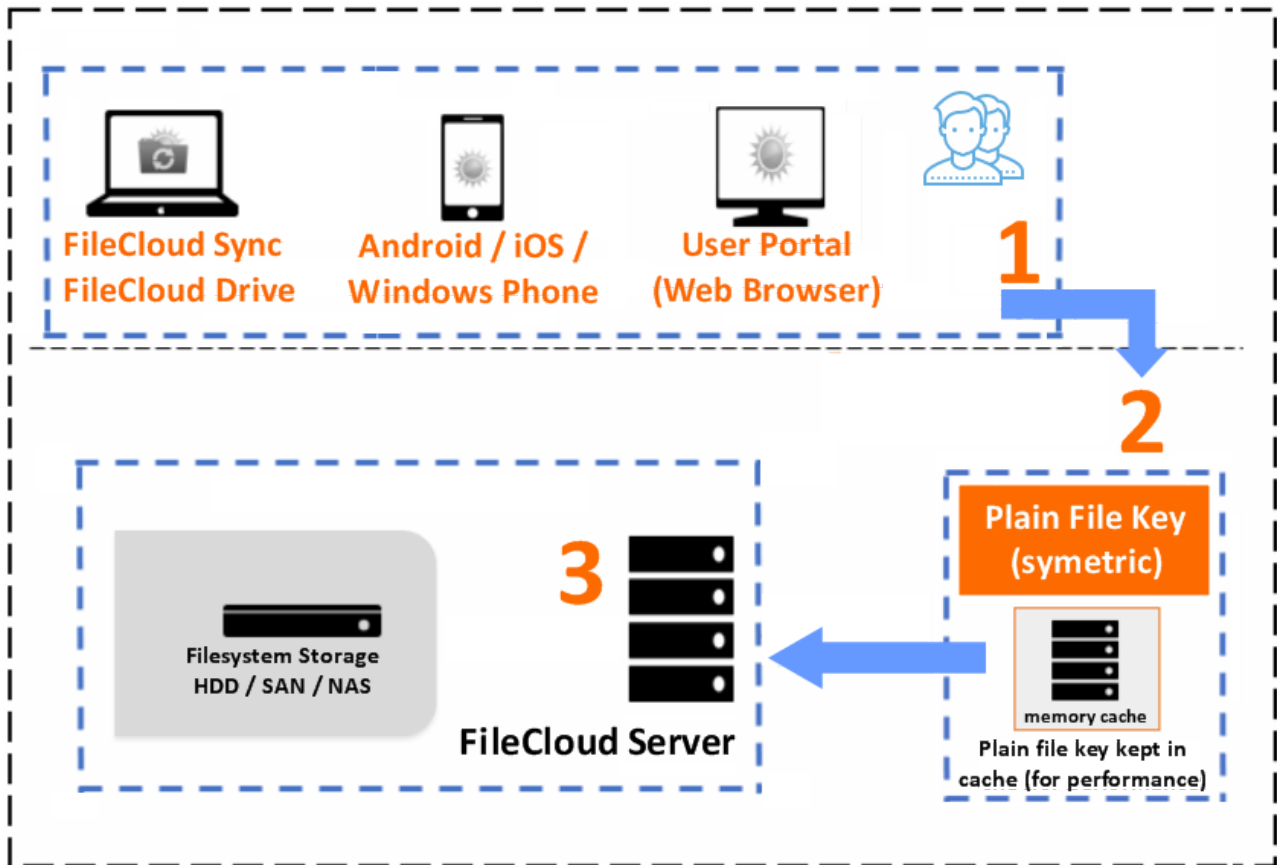 FileCloud Sync
FileCloud Drive
Android / iOS /
Windows Phone
User Portal
(Web Browser)
1
2
Plain File Key
(symetric)
memory cache
Plain file key kept in
cache (for performance)
3
Filesystem Storage
HDD / SAN / NAS
FileCloud Server